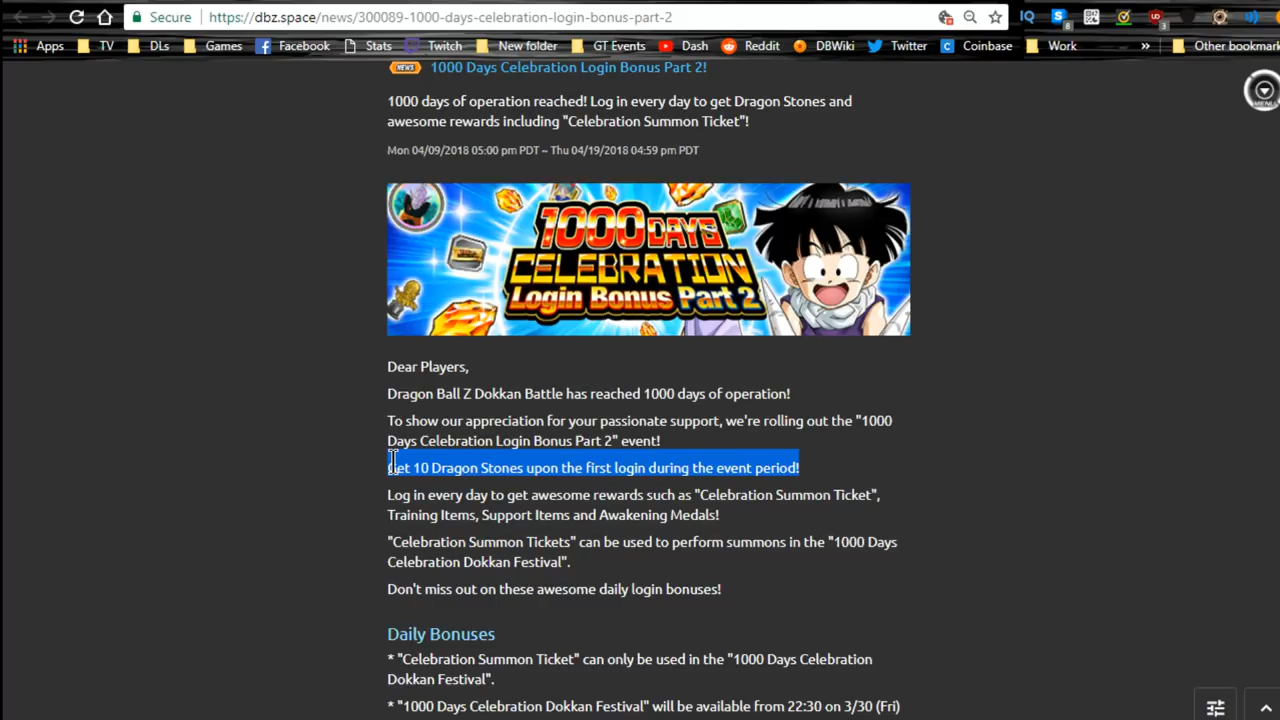 Secure
https://dbz.space/news/300089-1000-days-celebration-login-bonus-part-2
IQ
S
8
3
Apps
TV
DLs
Games
Facebook
Stats
Twitch
New folder
GT Events
Dash
Reddit
DBWiki
Twitter
Coinbase
Work
»
Other bookmark
NEWS
1000 Days Celebration Login Bonus Part 2!
1000 days of operation reached! Log in every day to get Dragon Stones and
awesome rewards including "Celebration Summon Ticket"!
Mon 04/09/2018 05:00 pm PDT ~ Thu 04/19/2018 04:59 pm PDT
MENU
1000 DAYS
CELEBRATION
Login Bonus Part 2
Dear Players,
Dragon Ball Z Dokkan Battle has reached 1000 days of operation!
To show our appreciation for your passionate support, we're rolling out the "1000
Days Celebration Login Bonus Part 2" event!
Get 10 Dragon Stones upon the first login during the event period!
Log in every day to get awesome rewards such as "Celebration Summon Ticket",
Training Items, Support Items and Awakening Medals!
"Celebration Summon Tickets" can be used to perform summons in the "1000 Days
Celebration Dokkan Festival".
Don't miss out on these awesome daily login bonuses!
Daily Bonuses
* "Celebration Summon Ticket" can only be used in the "1000 Days Celebration
Dokkan Festival".
* "1000 Days Celebration Dokkan Festival" will be available from 22:30 on 3/30 (Fri)